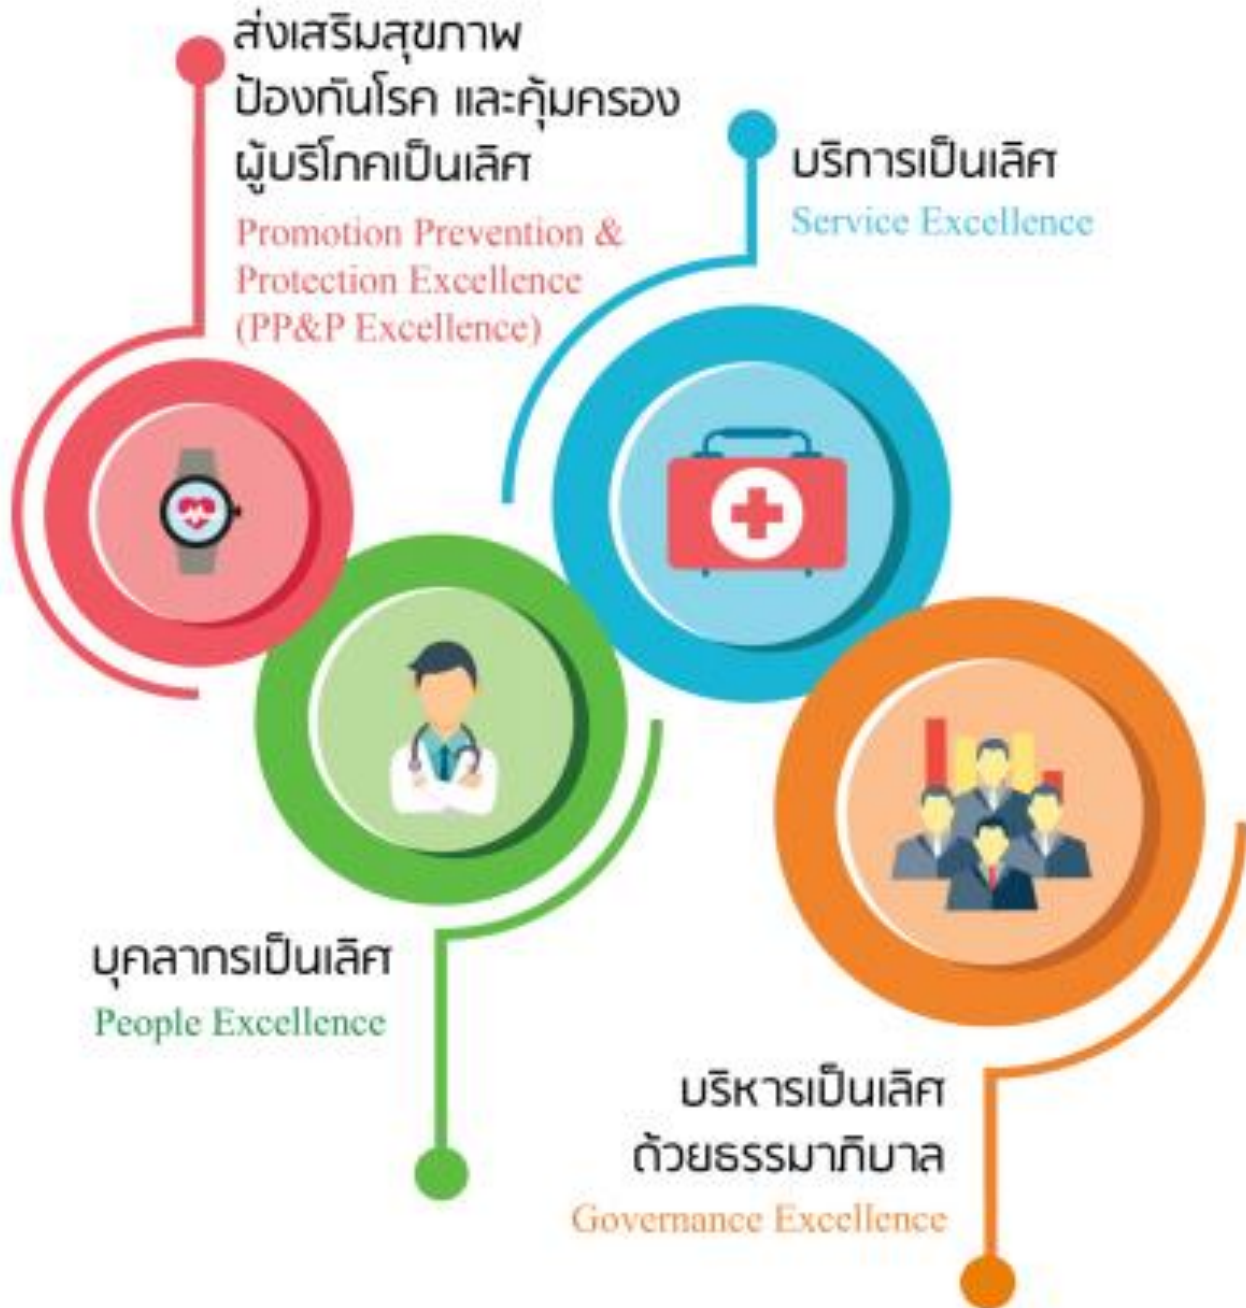 ส่งเสริมสุขภาพ
ป้องกันโรค และคุ้มครอง
ผู้บริโภคเป็นเลิศ
Promotion Prevention &
Protection Excellence
(PP&P Excellence)
บริการเป็นเลิศ
Service Excellence
บุคลากรเป็นเลิศ
People Excellence
บริหารเป็นเลิศ
ด้วยธรรมาภิบาล
Governance Excellence